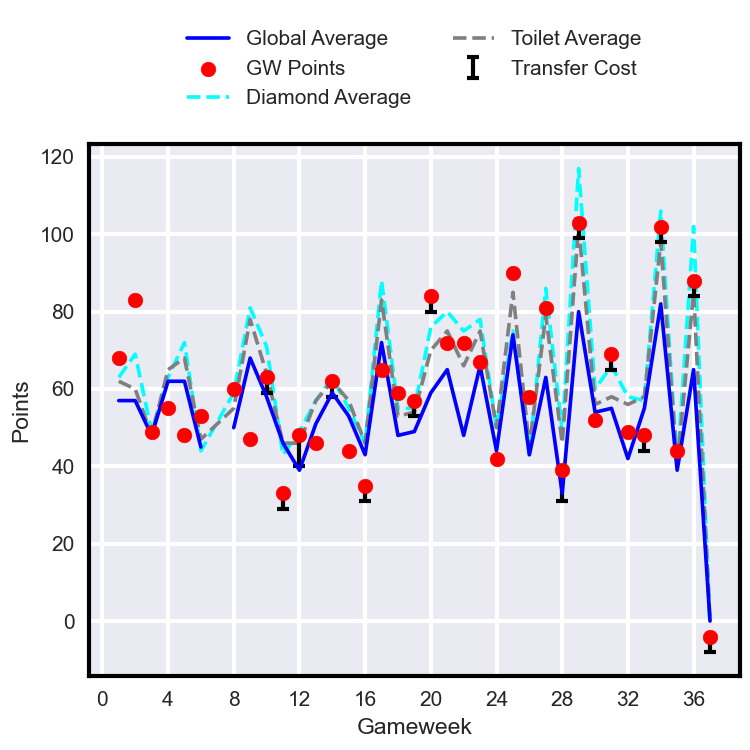 Global Average
GW Points
Diamond Average
Toilet Average
Transfer Cost
120
100
80
60
40
20
0
Points
0 4 8 12 16 20 24 28 32 36
Gameweek